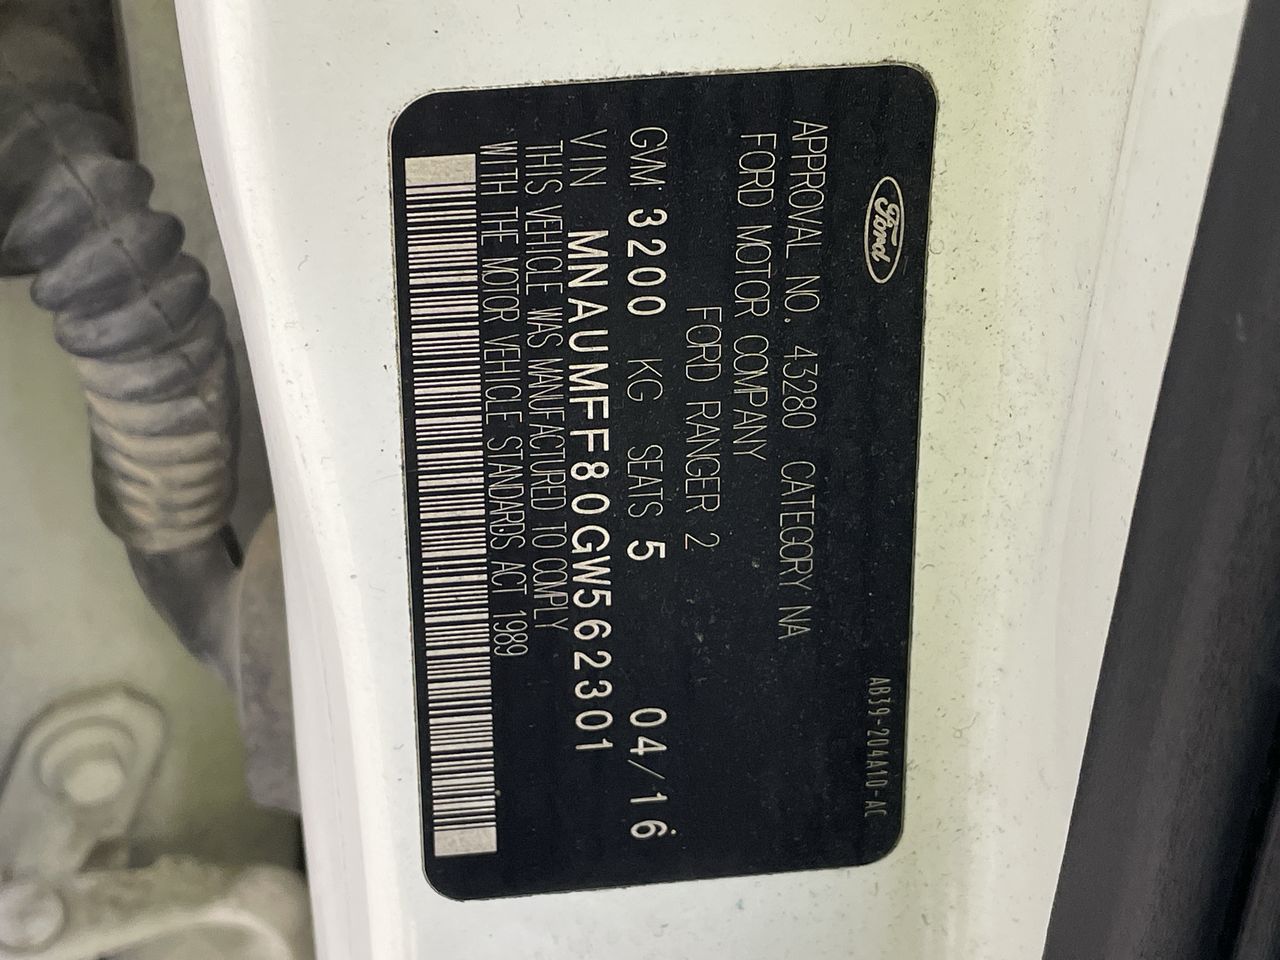 Ford
AB39-204A10-AC
APPROVAL NO. 43280 CATEGORY NA
FORD MOTOR COMPANY
FORD RANGER 2
GVM: 3200 KG SEATS 5 04/16
VIN MNAUMFF80GW562301
THIS VEHICLE WAS MANUFACTURED TO COMPLY
WITH THE MOTOR VEHICLE STANDARDS ACT 1989